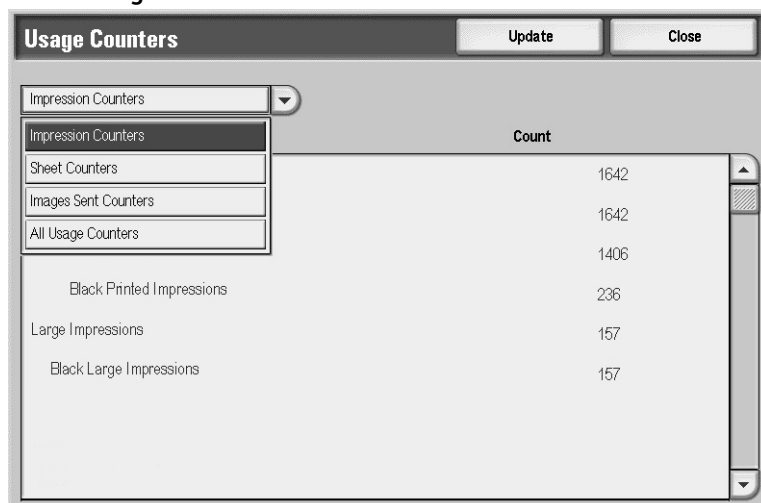 Usage Counters Update Close
Impression Counters
Impression Counters Count
Sheet Counters 1642
Images Sent Counters 1642
All Usage Counters
1406
Black Printed Impressions 236
Large Impressions 157
Black Large Impressions 157